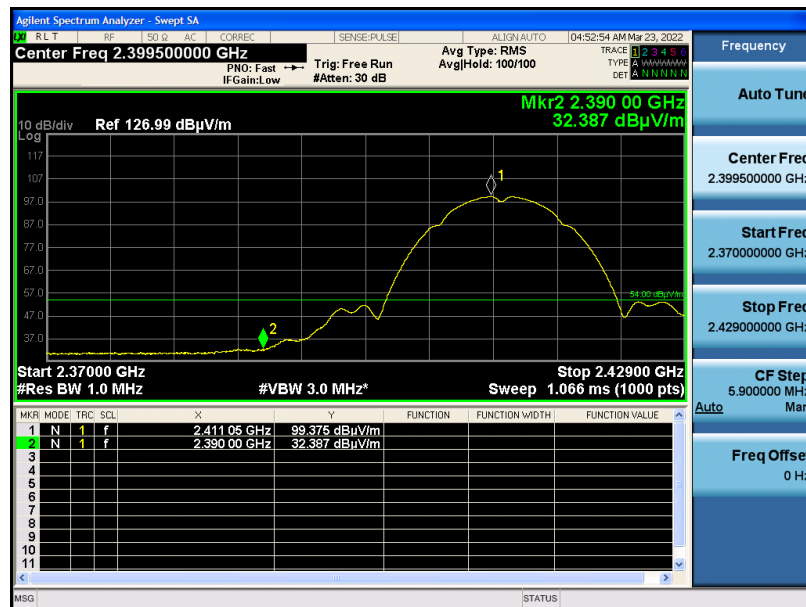 Agilent Spectrum Analyzer - Swept SA
LXI RLT RF 50 Ω AC CORREC SENSE:PULSE ALIGN AUTO 04:52:54 AM Mar 23, 2022
Center Freq 2.399500000 GHz
PNO: Fast
IFGain:Low
Trig: Free Run
#Atten: 30 dB
Avg Type: RMS
Avg|Hold: 100/100
TRACE 1 2 3 4 5 6
TYPE A WWWWW
DET A N N N N N
Mkr2 2.390 00 GHz
32.387 dBµV/m
10 dB/div
Log
Ref 126.99 dBµV/m
117
107
97.0
87.0
77.0
67.0
57.0
47.0
37.0
1
2
54.00 dBµV/m
Start 2.37000 GHz
Stop 2.42900 GHz
#Res BW 1.0 MHz
#VBW 3.0 MHz*
Sweep 1.066 ms (1000 pts)
MKR MODE TRC SCL X Y FUNCTION FUNCTION WIDTH FUNCTION VALUE
1 N 1 f 2.411 05 GHz 99.375 dBµV/m
2 N 1 f 2.390 00 GHz 32.387 dBµV/m
3
4
5
6
7
8
9
10
11
MSG
STATUS
Frequency
Auto Tune
Center Freq
2.399500000 GHz
Start Freq
2.370000000 GHz
Stop Freq
2.429000000 GHz
CF Step
5.900000 MHz
Auto Man
Freq Offset
0 Hz